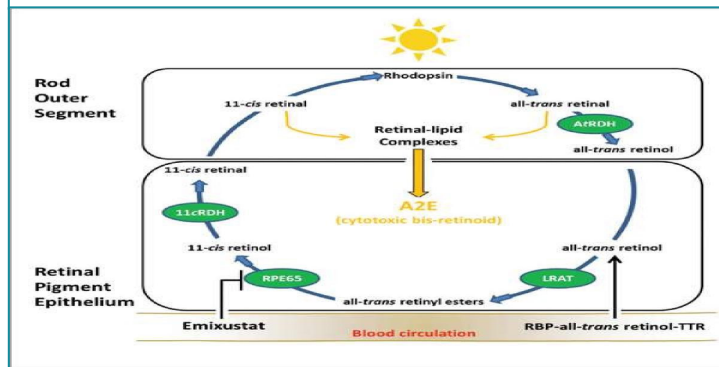 Rod
Outer
Segment
Rhodopsin
11-cis retinal
all-trans retinal
AtRDH
Retinal-lipid
Complexes
all-trans retinol
11-cis retinal
A2E
(cytotoxic bis-retinoid)
11cRDH
11-cis retinol
all-trans retinol
Retinal
Pigment
Epithelium
RPE65
LRAT
all-trans retinyl esters
Emixustat
Blood circulation
RBP-all-trans retinol-TTR